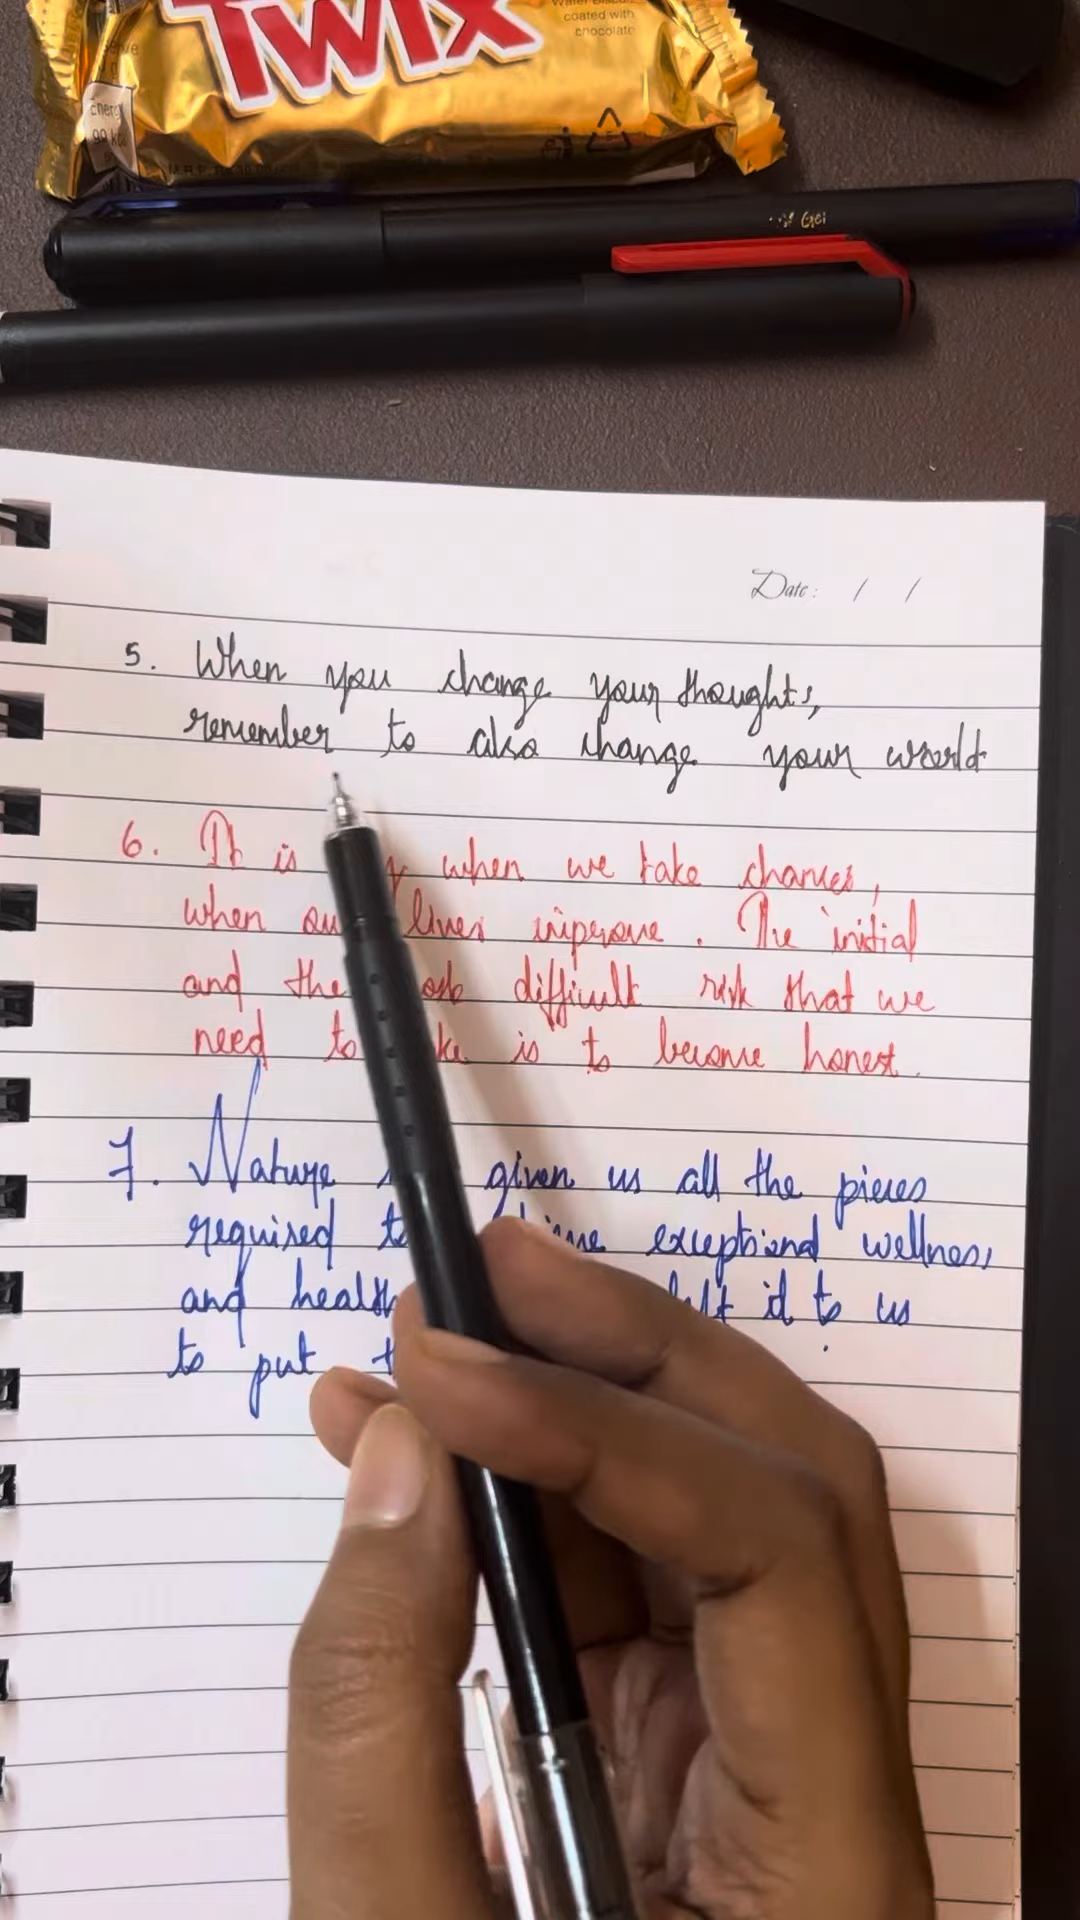 TWIX
coated with
chocolate
Energy
Gel
Date: / /
5. When you change your thoughts,
remember to also change your world
6. It is when we take chances,
when lives improve. The initial
and the difficult risk that we
need to is to become honest.
7. Nature given us all the pieces
required exceptional wellness
and left it to us
to put